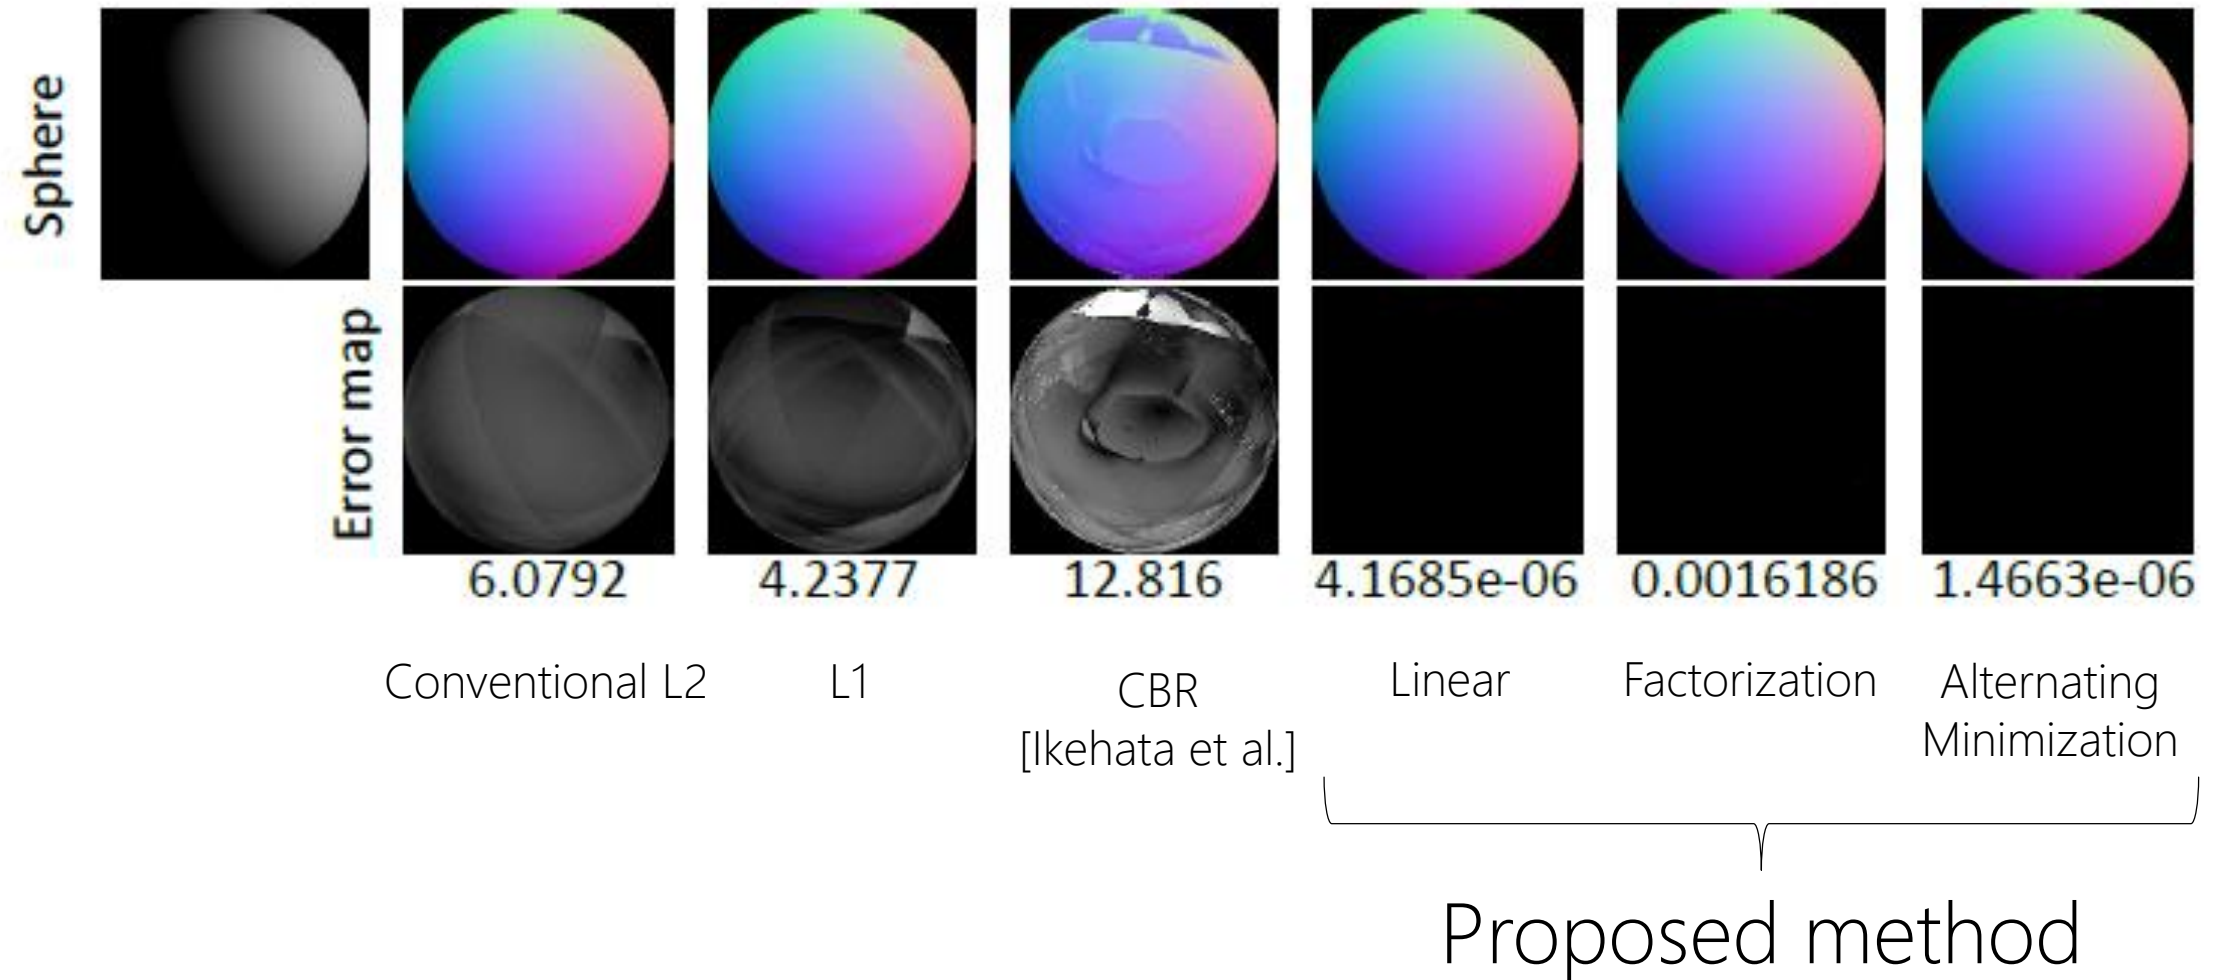 Sphere
Error map
6.0792 4.2377 12.816 4.1685e-06 0.0016186 1.4663e-06
Conventional L2 L1 CBR Linear Factorization Alternating
[Ikehata et al.] Minimization
Proposed method